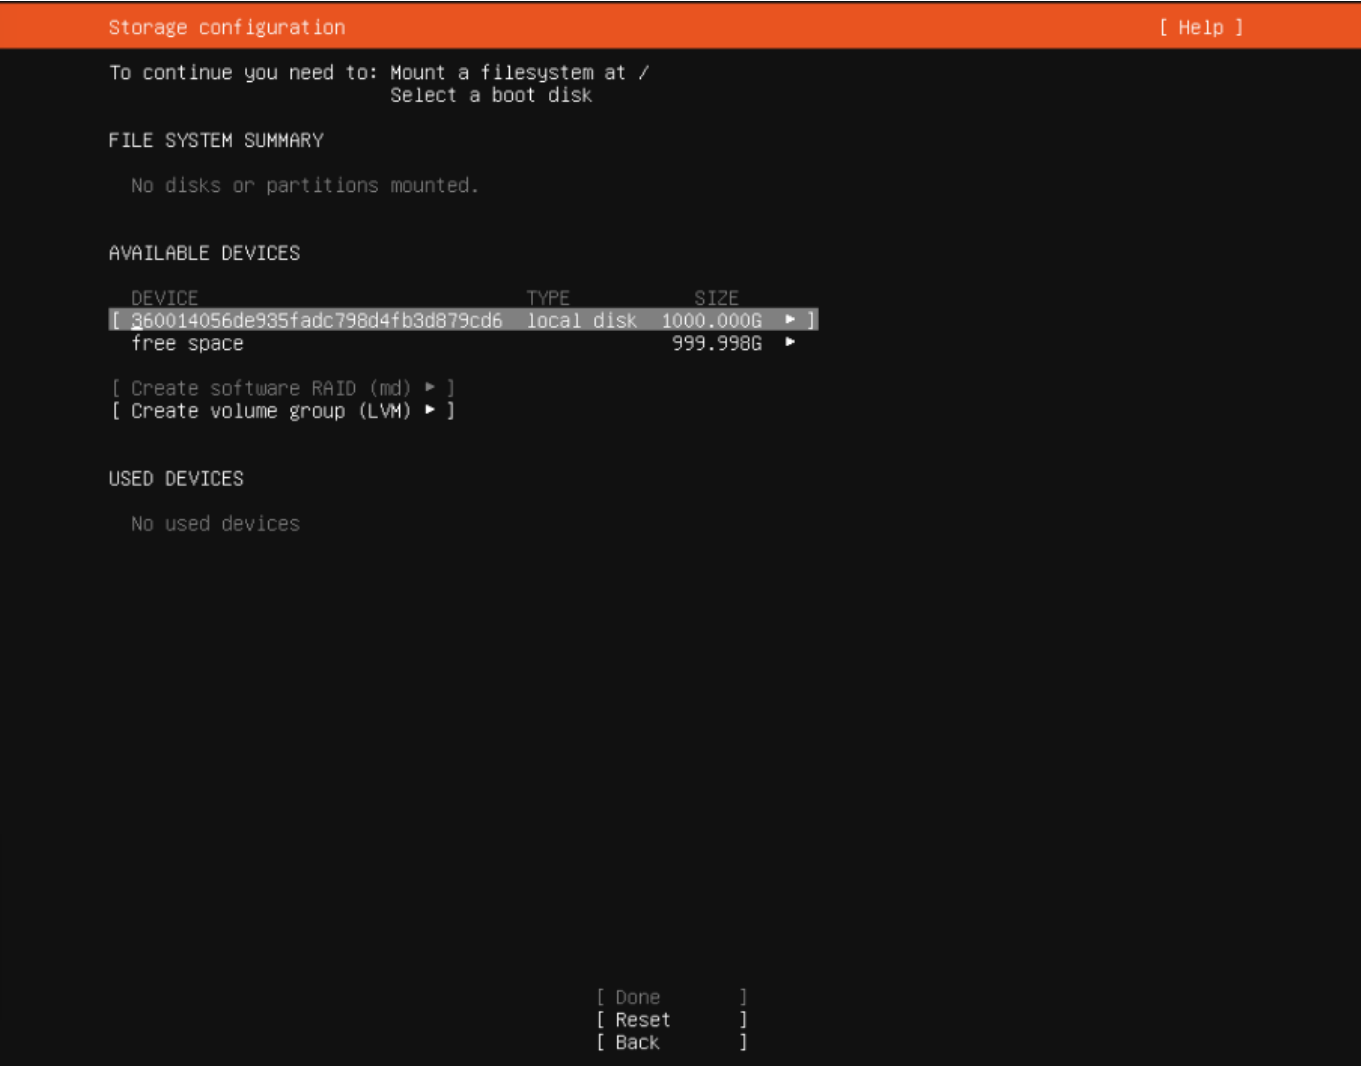 Storage configuration [ Help ]
To continue you need to: Mount a filesystem at /
Select a boot disk
FILE SYSTEM SUMMARY
No disks or partitions mounted.
AVAILABLE DEVICES
DEVICE TYPE SIZE
[ 360014056de935fadc798d4fb3d879cd6 local disk 1000.000G ▸ ]
free space 999.998G ▸
[ Create software RAID (md) ▸ ]
[ Create volume group (LVM) ▸ ]
USED DEVICES
No used devices
[ Done ]
[ Reset ]
[ Back ]